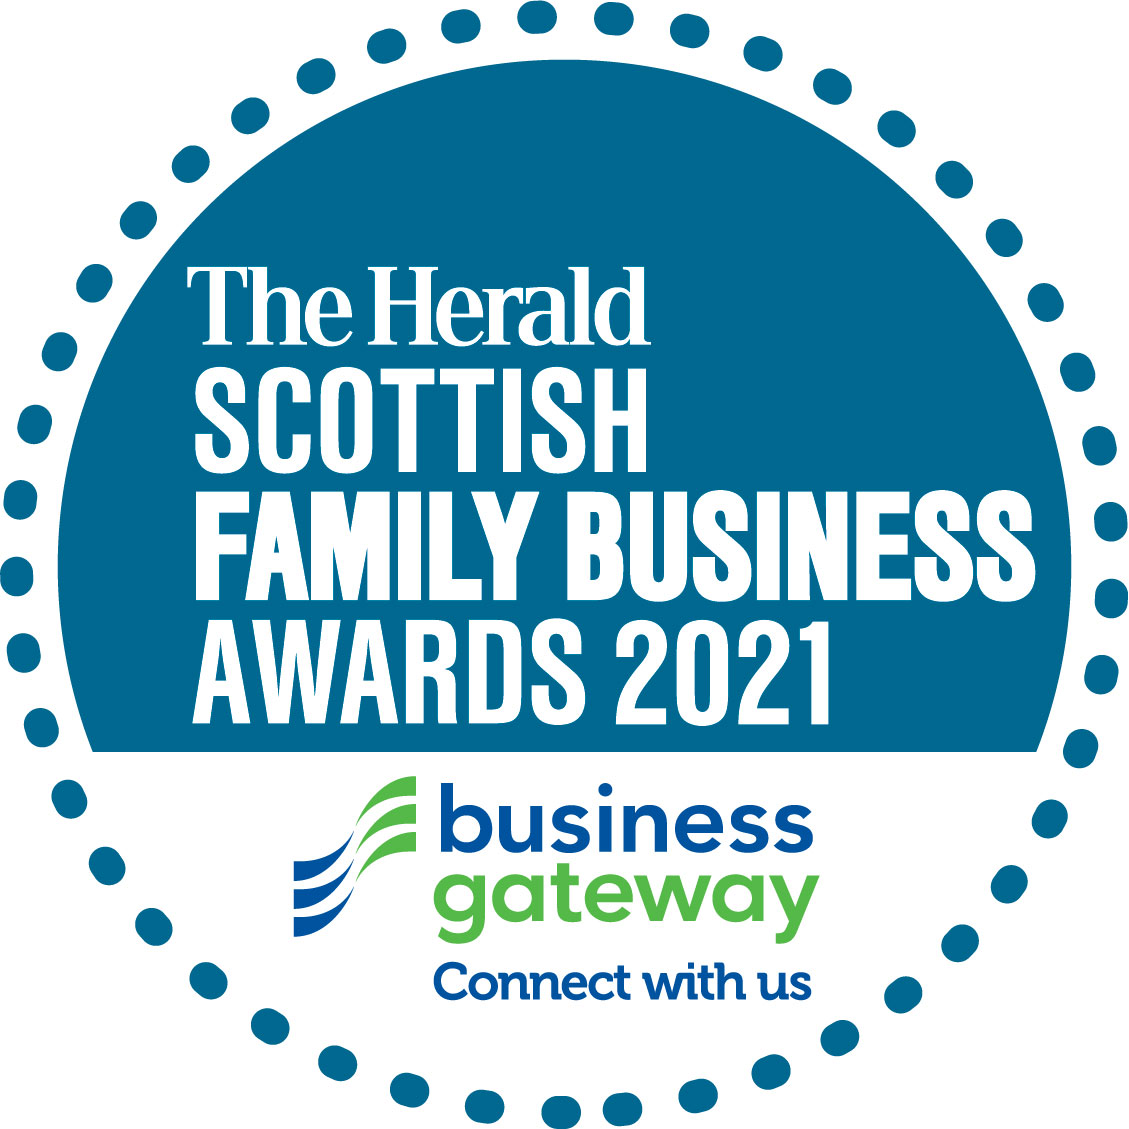 The Herald
SCOTTISH
FAMILY BUSINESS
AWARDS 2021
business
gateway
Connect with us